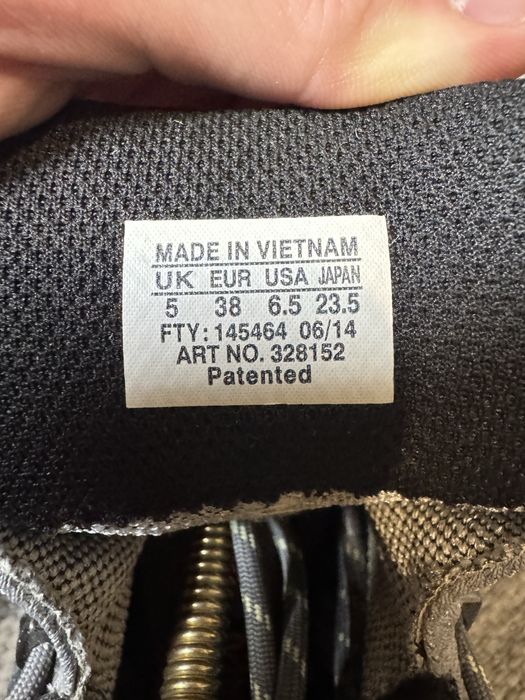 MADE IN VIETNAM
UK EUR USA JAPAN
5 38 6.5 23.5
FTY: 145464 06/14
ART NO. 328152
Patented